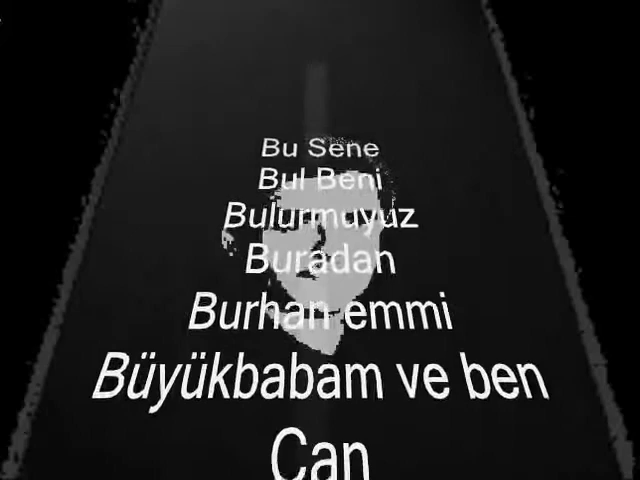 Bu Sene
Bul Beni
Bulurmuyuz
Buradan
Burhan emmi
Büyükbabam ve ben
Can